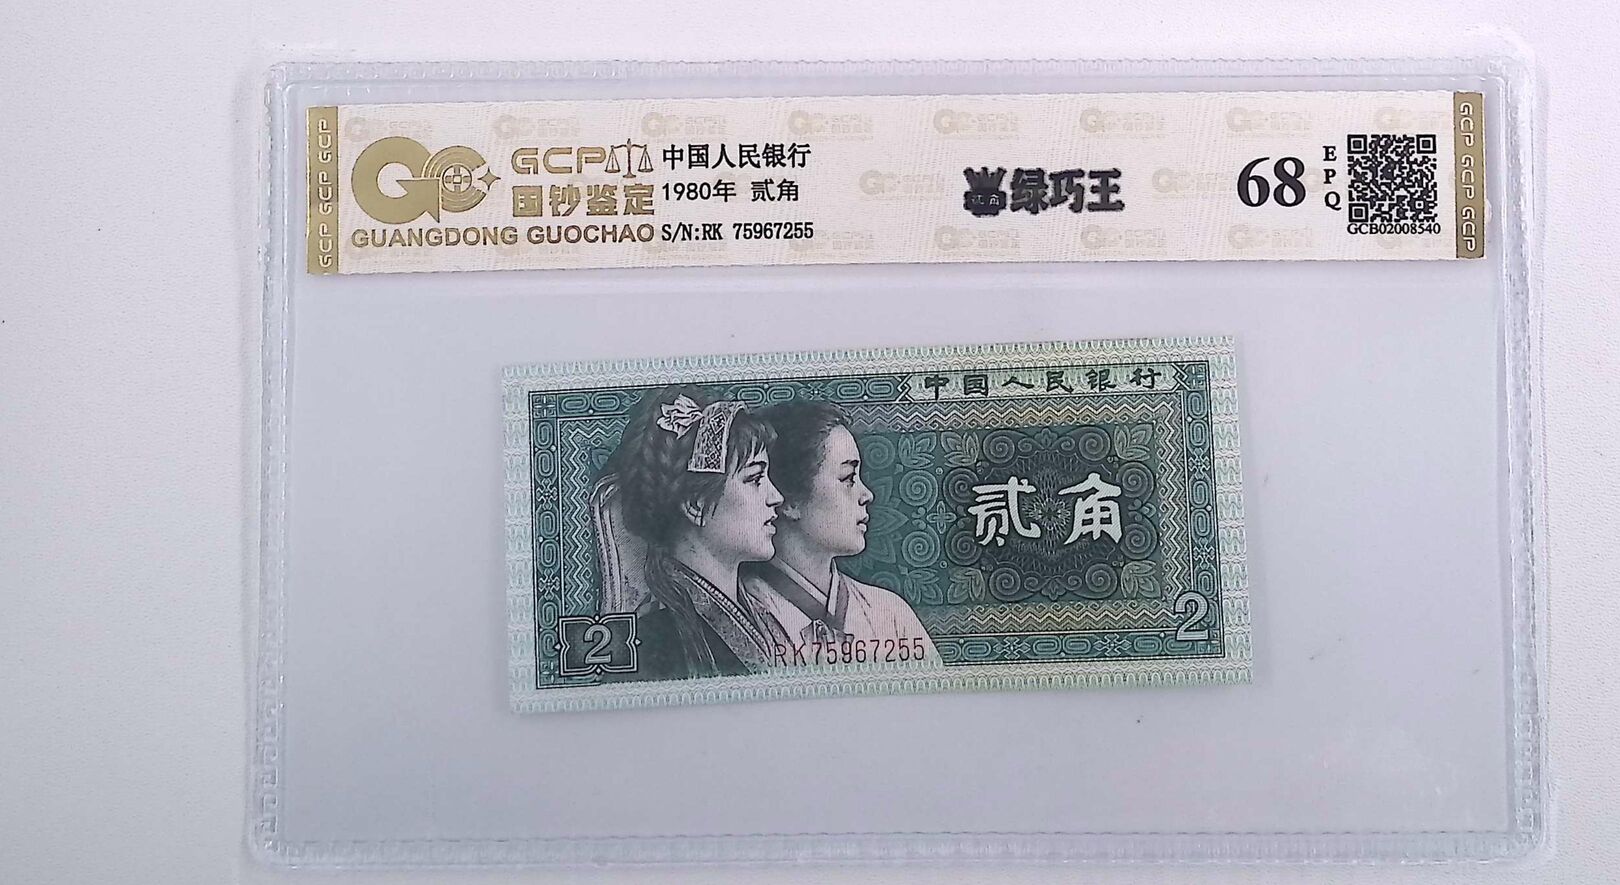 GCP 国钞鉴定
GUANGDONG GUOCHAO
中国人民银行
1980年 贰角
S/N:RK 75967255
绿巧王
68
EPQ
GCB02008540
GCP GCP GCP
GCP GCP GCP
中国人民银行
贰角
2
2
RK75967255